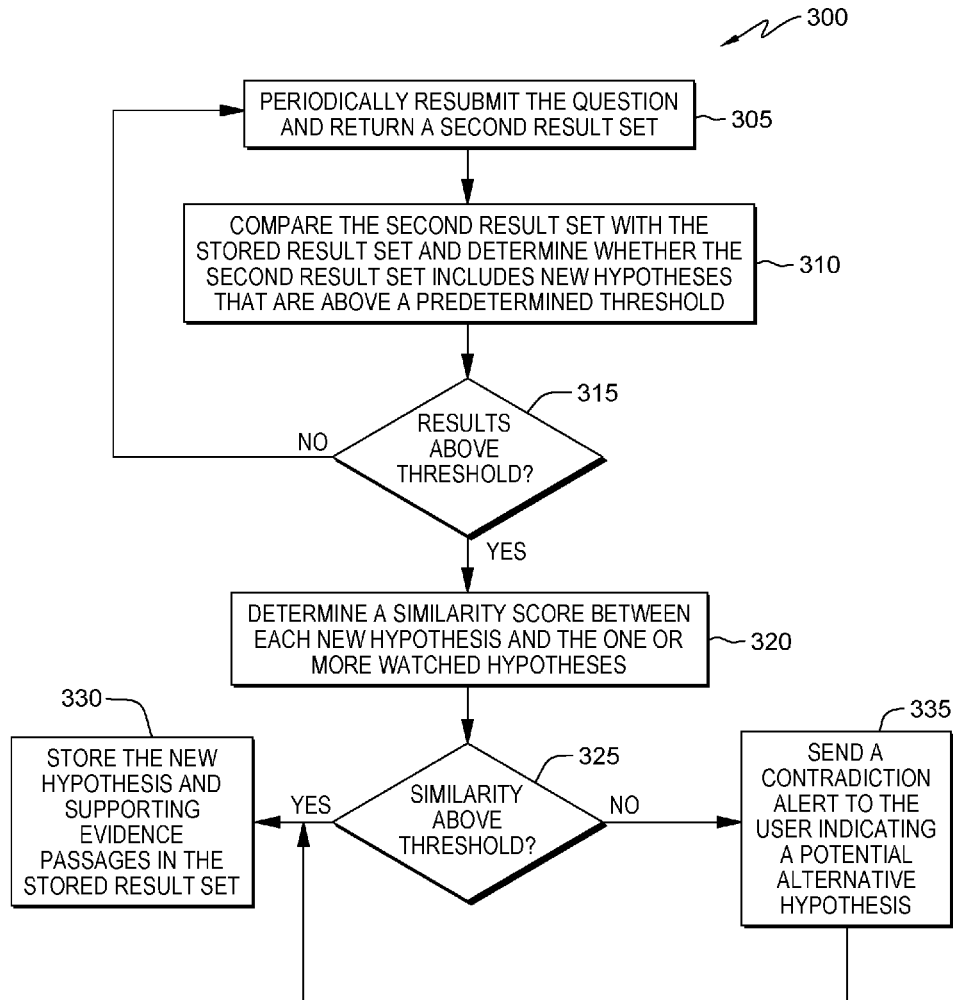 300
PERIODICALLY RESUBMIT THE QUESTION
AND RETURN A SECOND RESULT SET
305
COMPARE THE SECOND RESULT SET WITH THE
STORED RESULT SET AND DETERMINE WHETHER THE
SECOND RESULT SET INCLUDES NEW HYPOTHESES
THAT ARE ABOVE A PREDETERMINED THRESHOLD
310
315
RESULTS
ABOVE
THRESHOLD?
NO
YES
DETERMINE A SIMILARITY SCORE BETWEEN
EACH NEW HYPOTHESIS AND THE ONE OR
MORE WATCHED HYPOTHESES
320
330
STORE THE NEW
HYPOTHESIS AND
SUPPORTING
EVIDENCE
PASSAGES IN THE
STORED RESULT SET
YES
325
SIMILARITY
ABOVE
THRESHOLD?
NO
335
SEND A
CONTRADICTION
ALERT TO THE
USER INDICATING
A POTENTIAL
ALTERNATIVE
HYPOTHESIS